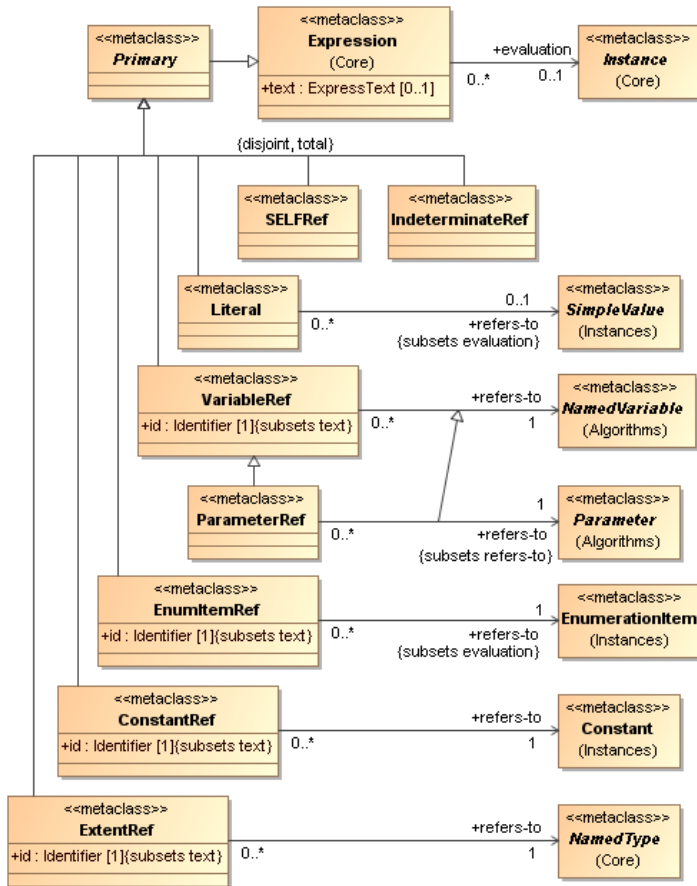 <<metaclass>>
Primary
<<metaclass>>
Expression
(Core)
+text : ExpressText [0..1]
+evaluation
0..*
0..1
<<metaclass>>
Instance
(Core)
{disjoint, total}
<<metaclass>>
SELFRef
<<metaclass>>
IndeterminateRef
<<metaclass>>
Literal
0..*
0..1
+refers-to
{subsets evaluation}
<<metaclass>>
SimpleValue
(Instances)
<<metaclass>>
VariableRef
+id : Identifier [1]{subsets text}
0..*
+refers-to
1
<<metaclass>>
NamedVariable
(Algorithms)
<<metaclass>>
ParameterRef
0..*
1
+refers-to
{subsets refers-to}
<<metaclass>>
Parameter
(Algorithms)
<<metaclass>>
EnumItemRef
+id : Identifier [1]{subsets text}
0..*
1
+refers-to
{subsets evaluation}
<<metaclass>>
EnumerationItem
(Instances)
<<metaclass>>
ConstantRef
+id : Identifier [1]{subsets text}
0..*
+refers-to
1
<<metaclass>>
Constant
(Instances)
<<metaclass>>
ExtentRef
+id : Identifier [1]{subsets text}
0..*
+refers-to
1
<<metaclass>>
NamedType
(Core)